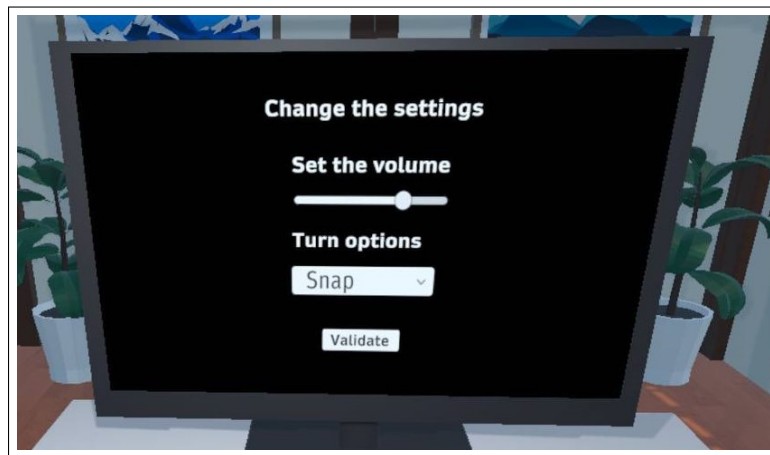 Change the settings
Set the volume
Turn options
Snap
Validate